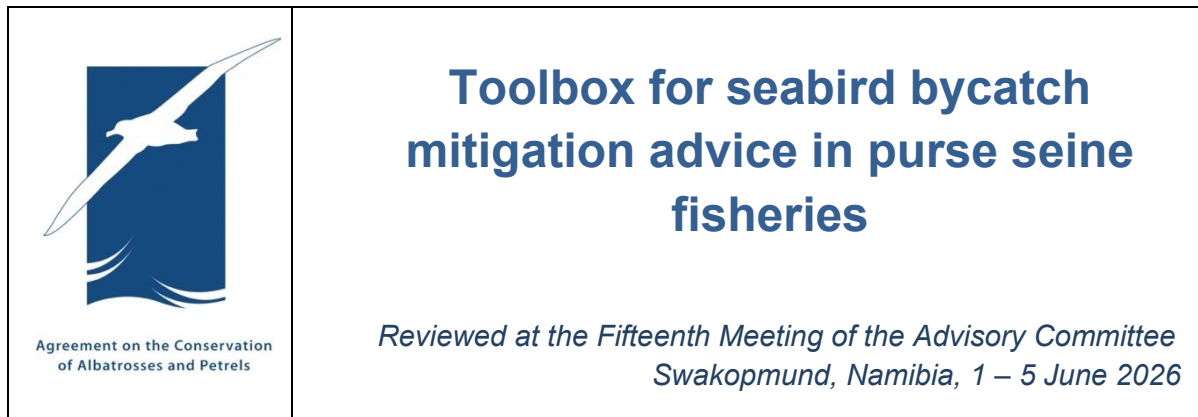 Agreement on the Conservation
of Albatrosses and Petrels
Toolbox for seabird bycatch
mitigation advice in purse seine
fisheries
Reviewed at the Fifteenth Meeting of the Advisory Committee
Swakopmund, Namibia, 1 – 5 June 2026